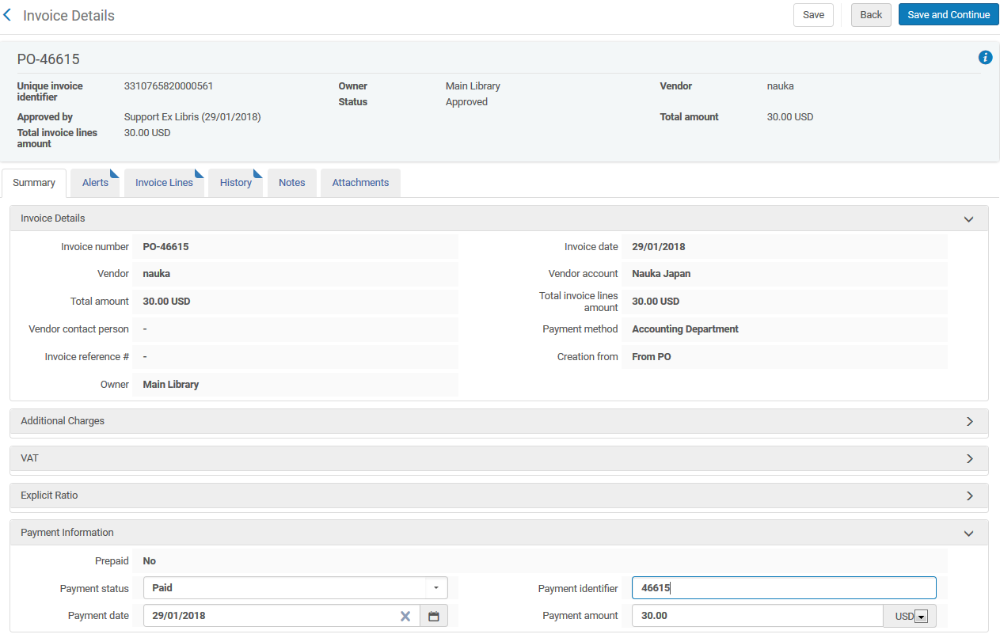 Invoice Details
Save
Back
Save and Continue
PO-46615
Unique invoice identifier 3310765820000561 Owner Main Library Vendor nauka
Status Approved
Approved by Support Ex Libris (29/01/2018) Total amount 30.00 USD
Total invoice lines amount 30.00 USD
Summary Alerts Invoice Lines History Notes Attachments
Invoice Details
Invoice number PO-46615 Invoice date 29/01/2018
Vendor nauka Vendor account Nauka Japan
Total amount 30.00 USD Total invoice lines amount 30.00 USD
Vendor contact person - Payment method Accounting Department
Invoice reference # - Creation from From PO
Owner Main Library
Additional Charges
VAT
Explicit Ratio
Payment Information
Prepaid No
Payment status Paid Payment identifier 46615
Payment date 29/01/2018 Payment amount 30.00 USD